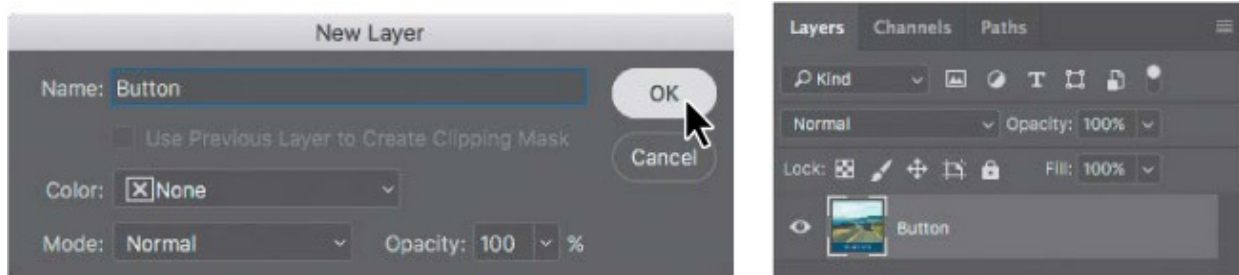 New Layer
Name: Button
OK
Use Previous Layer to Create Clipping Mask
Cancel
Color: None
Mode: Normal Opacity: 100 %
Layers Channels Paths
Kind T
Normal Opacity: 100%
Lock: Fill: 100%
Button